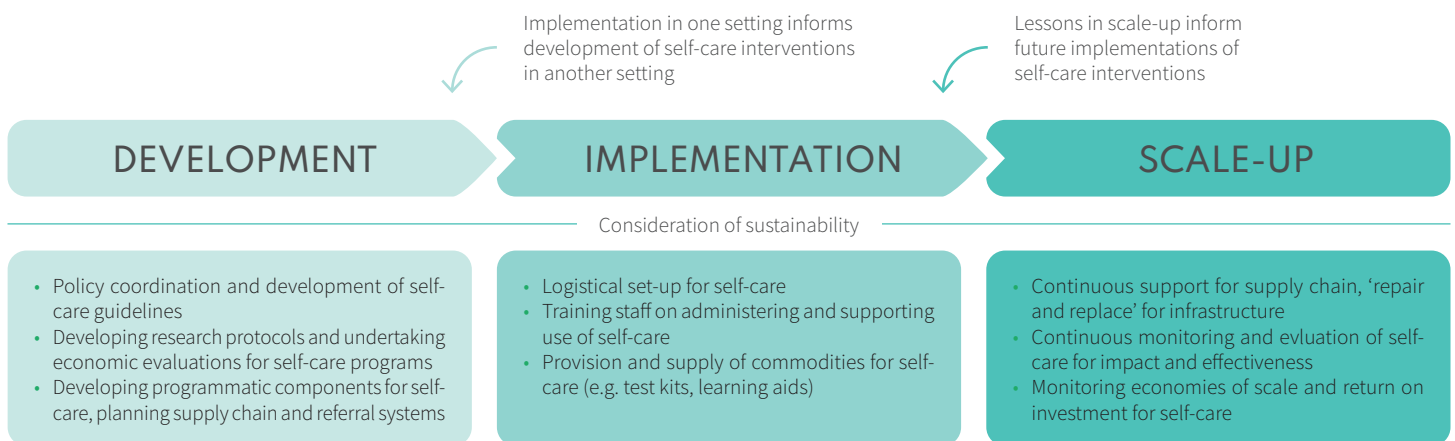 Implementation in one setting informs
development of self-care interventions
in another setting
Lessons in scale-up inform
future implementations of
self-care interventions
DEVELOPMENT
IMPLEMENTATION
SCALE-UP
Consideration of sustainability
• Policy coordination and development of self-
care guidelines
• Developing research protocols and undertaking
economic evaluations for self-care programs
• Developing programmatic components for self-
care, planning supply chain and referral systems
• Logistical set-up for self-care
• Training staff on administering and supporting
use of self-care
• Provision and supply of commodities for self-
care (e.g. test kits, learning aids)
• Continuous support for supply chain, ‘repair
and replace’ for infrastructure
• Continuous monitoring and evluation of self-
care for impact and effectiveness
• Monitoring economies of scale and return on
investment for self-care